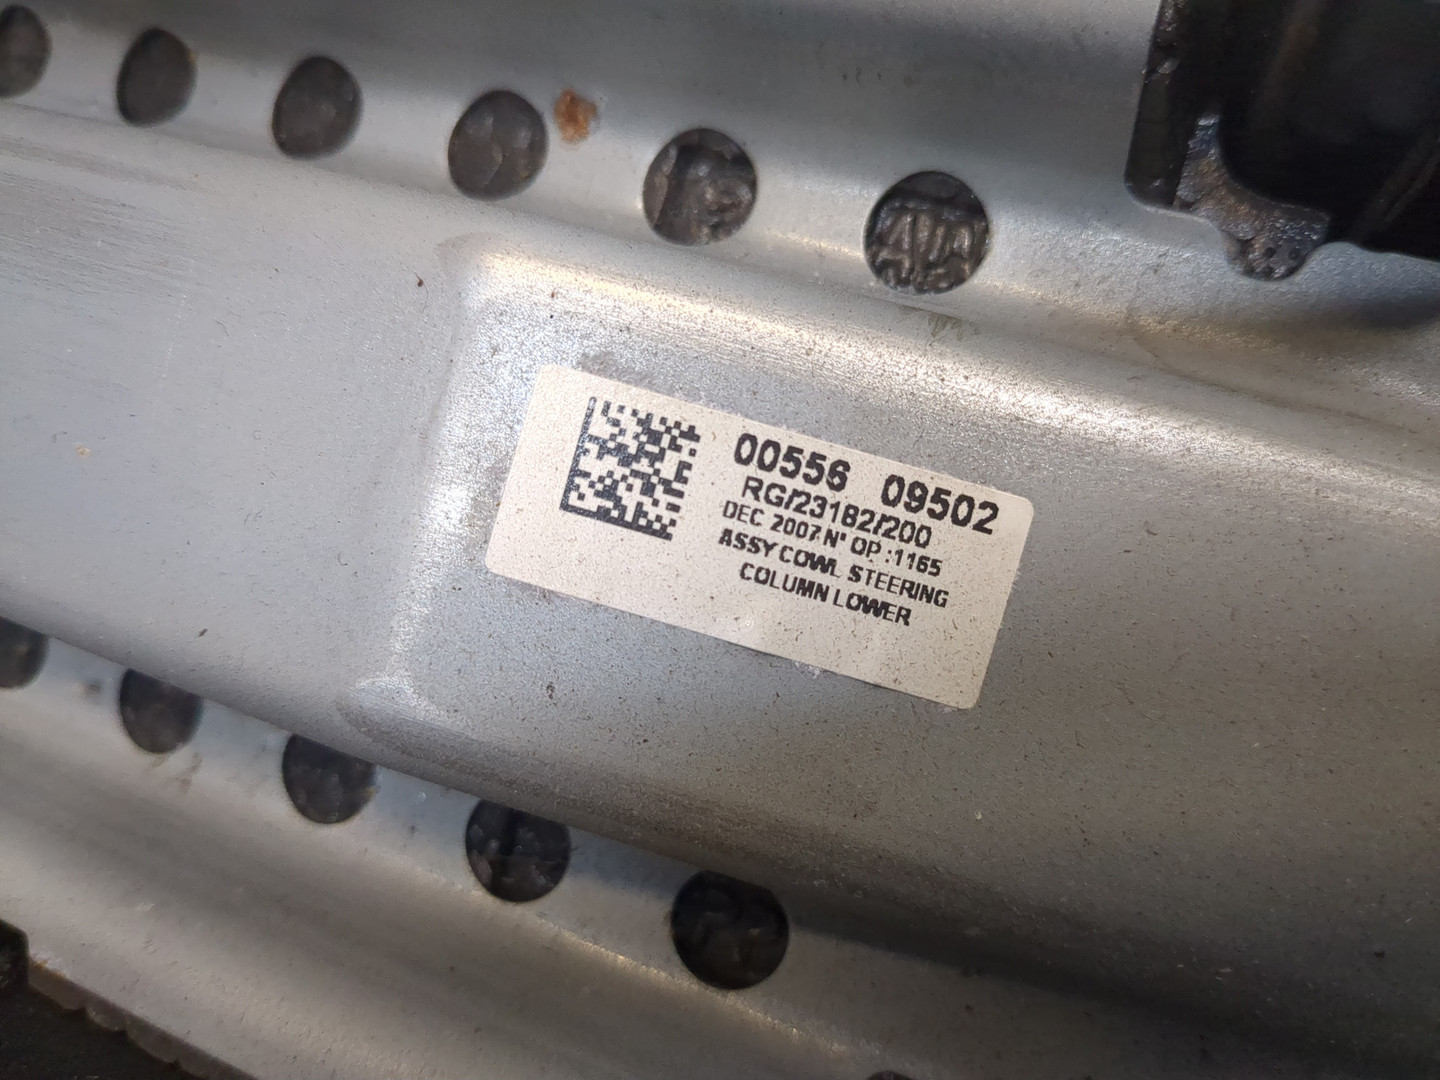 00556 09502
RG/23182/200
DEC 2007 N° OP :1165
ASSY COWL STEERING
COLUMN LOWER